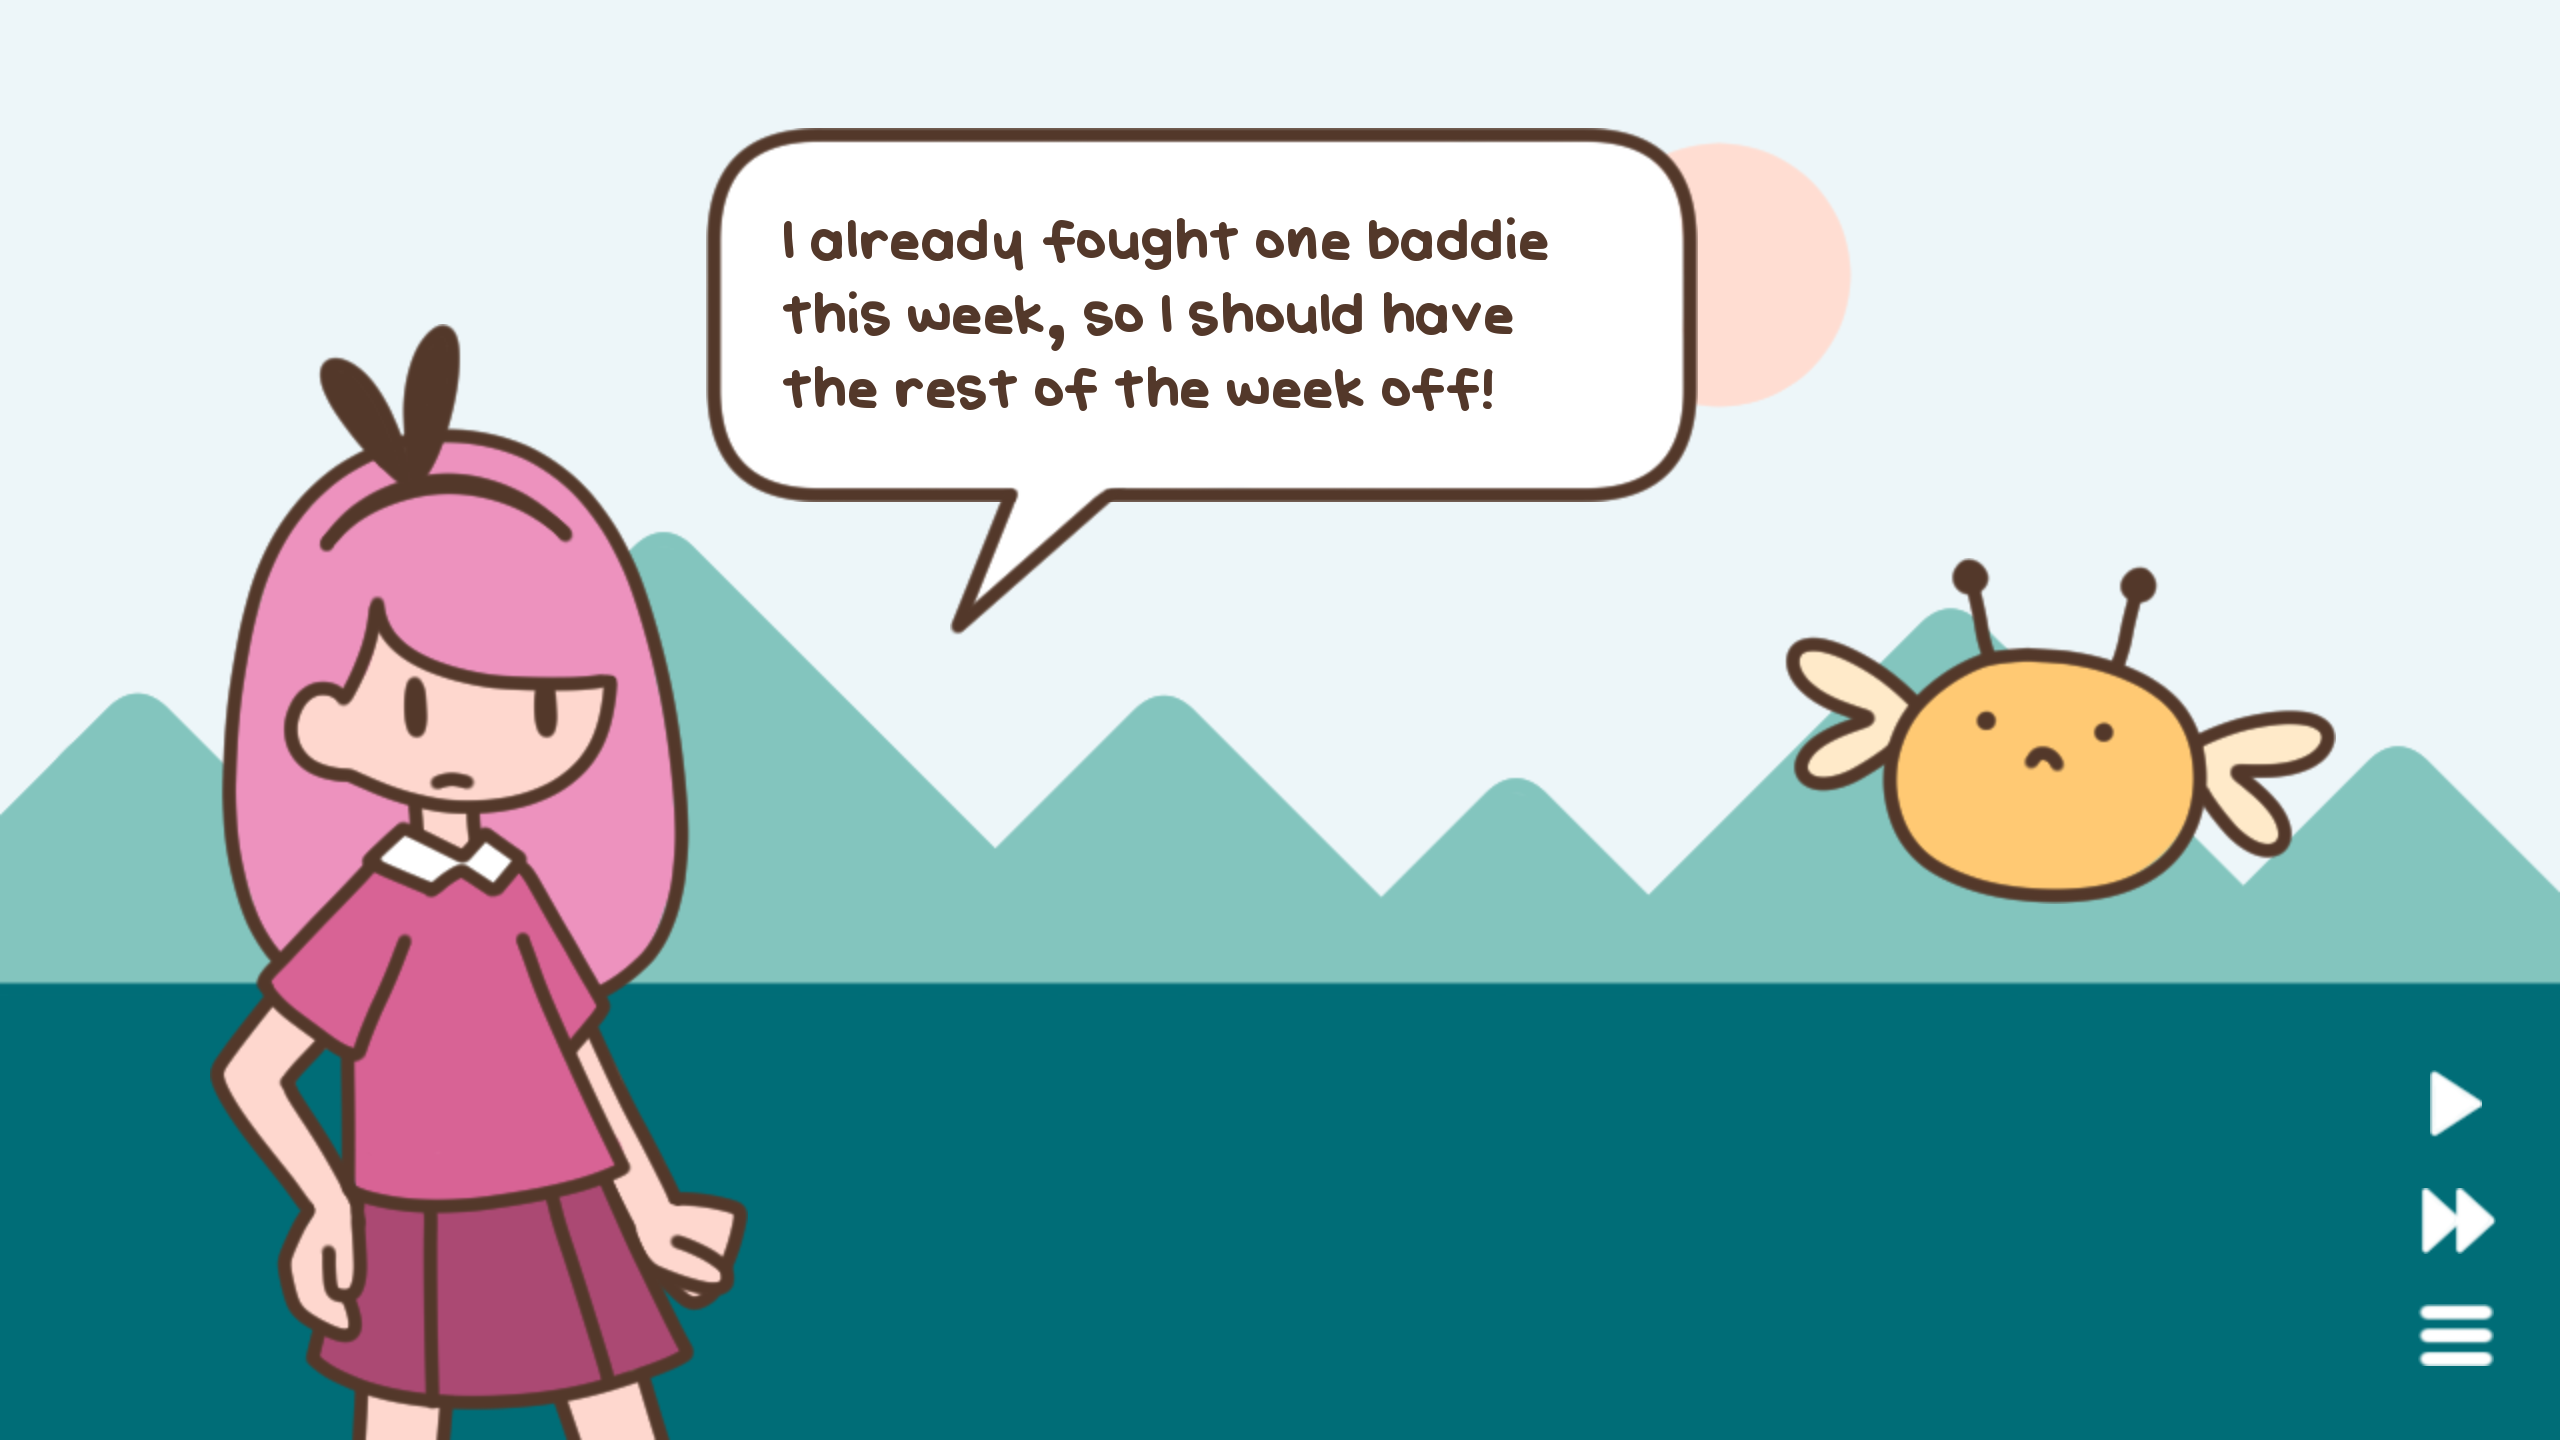 I already fought one baddie
this week, so I should have
the rest of the week off!